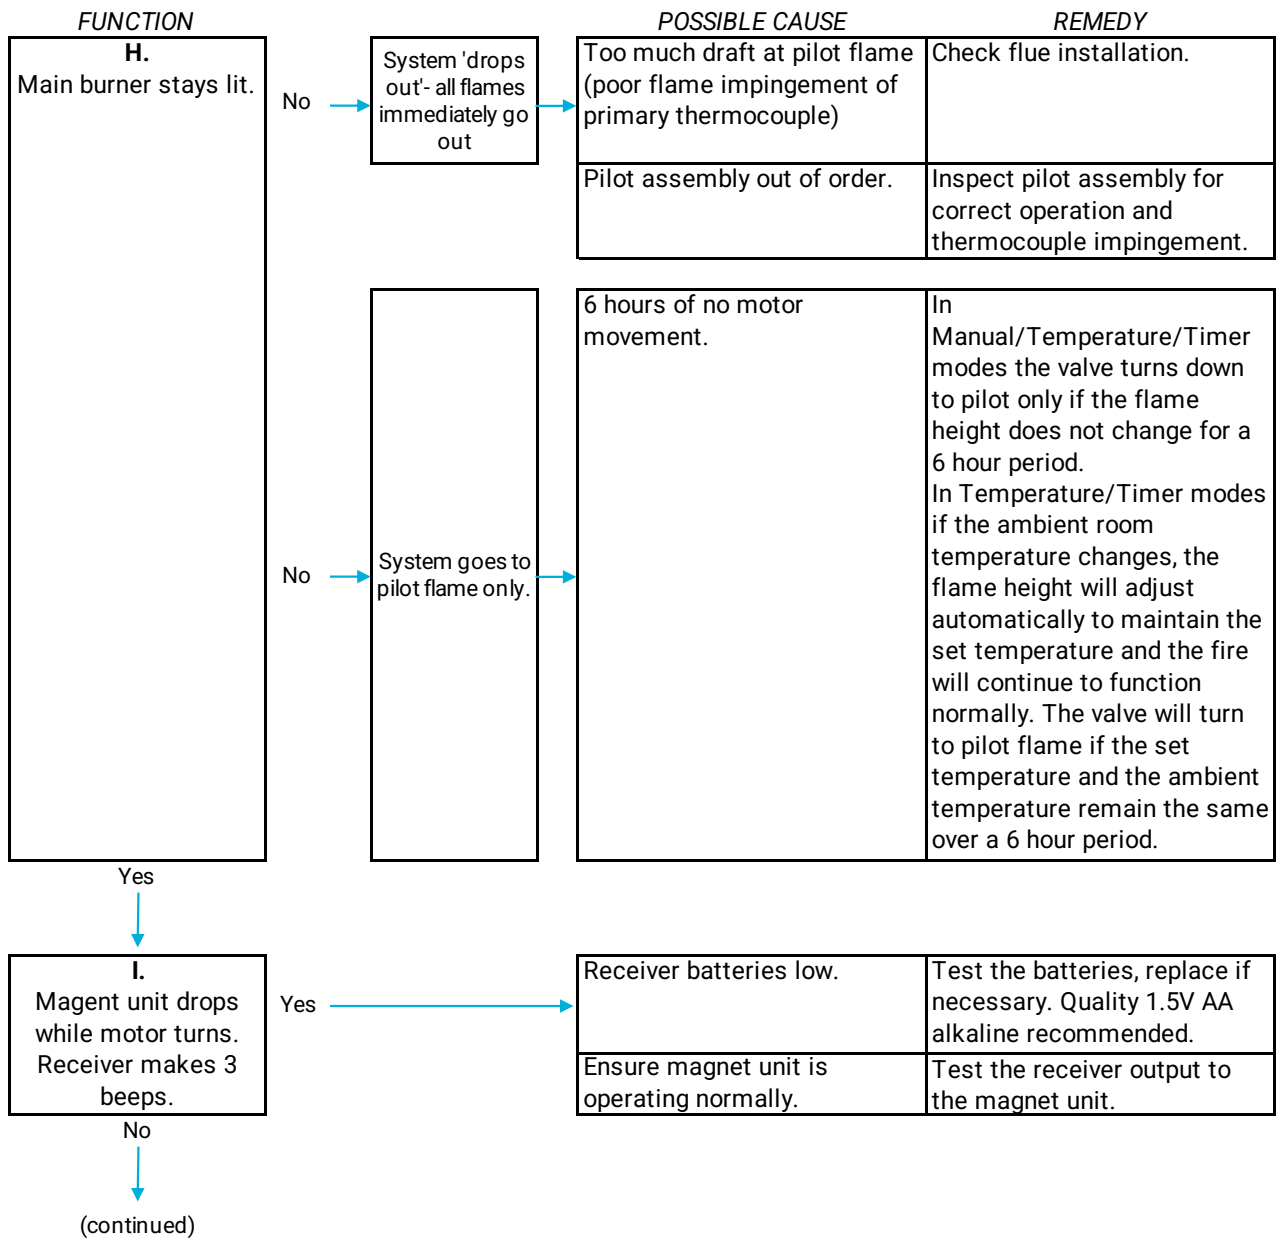 FUNCTION
POSSIBLE CAUSE
REMEDY
H.
Main burner stays lit.
No
System 'drops
out'- all flames
immediately go
out
Too much draft at pilot flame
(poor flame impingement of
primary thermocouple)
Check flue installation.
Pilot assembly out of order.
Inspect pilot assembly for
correct operation and
thermocouple impingement.
No
System goes to
pilot flame only.
6 hours of no motor
movement.
In
Manual/Temperature/Timer
modes the valve turns down
to pilot only if the flame
height does not change for a
6 hour period.
In Temperature/Timer modes
if the ambient room
temperature changes, the
flame height will adjust
automatically to maintain the
set temperature and the fire
will continue to function
normally. The valve will turn
to pilot flame if the set
temperature and the ambient
temperature remain the same
over a 6 hour period.
Yes
I.
Magent unit drops
while motor turns.
Receiver makes 3
beeps.
Yes
Receiver batteries low.
Test the batteries, replace if
necessary. Quality 1.5V AA
alkaline recommended.
Ensure magnet unit is
operating normally.
Test the receiver output to
the magnet unit.
No
(continued)